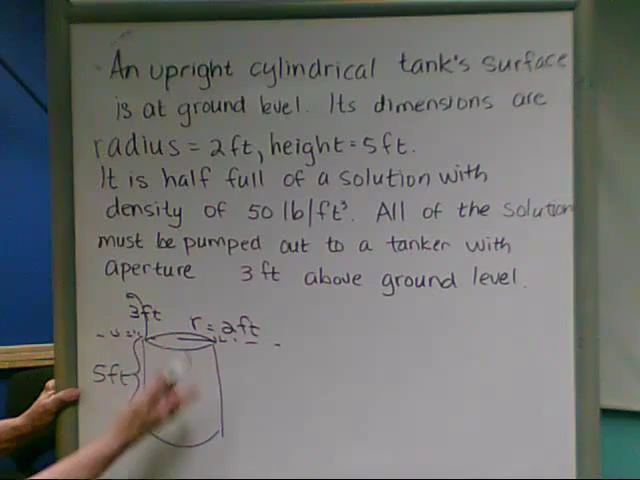 An upright cylindrical tank's surface
is at ground level. Its dimensions are
radius = 2ft, height = 5ft.
It is half full of a solution with
density of 50 lb/ft³. All of the solution
must be pumped out to a tanker with
aperture 3 ft above ground level.
3ft
r = 2ft
5ft